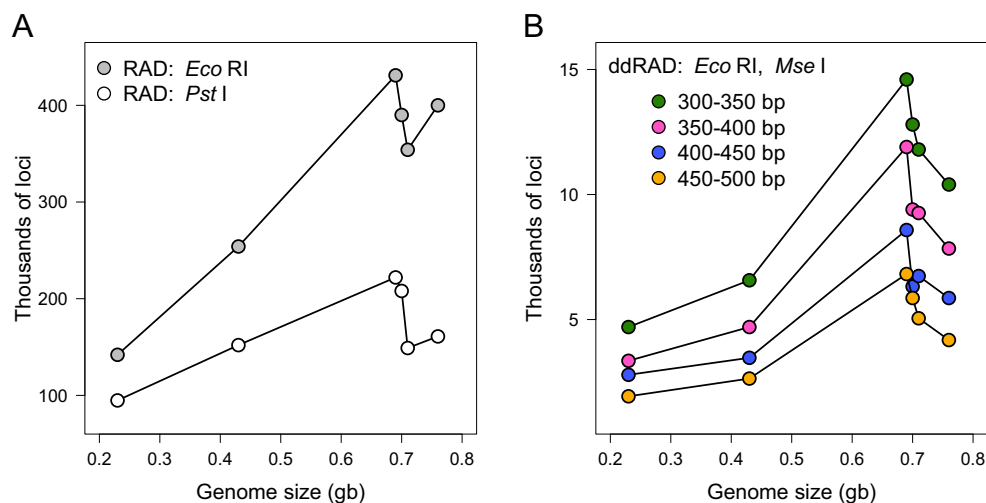 A
RAD: Eco RI
RAD: Pst I
400
300
200
100
Thousands of loci
0.2 0.3 0.4 0.5 0.6 0.7 0.8
Genome size (gb)
B
ddRAD: Eco RI, Mse I
300-350 bp
350-400 bp
400-450 bp
450-500 bp
15
10
5
Thousands of loci
0.2 0.3 0.4 0.5 0.6 0.7 0.8
Genome size (gb)